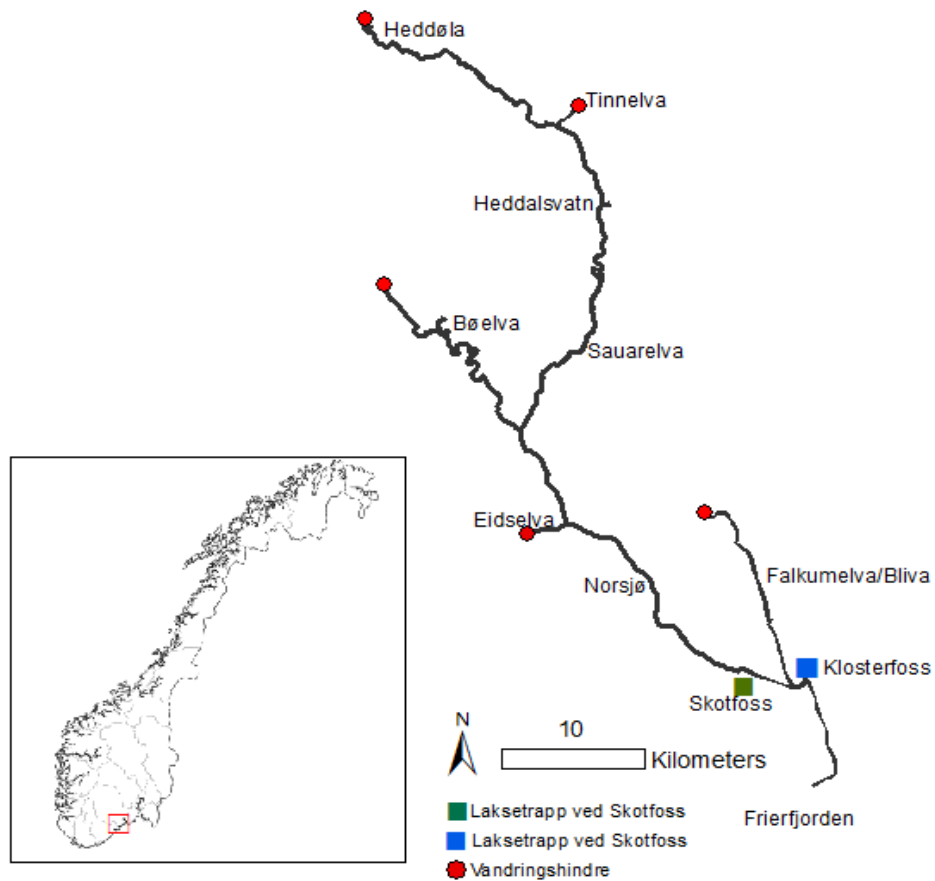 Heddøla
Tinnelva
Heddalsvatn
Bøelva
Sauarelva
Eidselva
Falkumelva/Bliva
Norsjø
Klosterfoss
Skotfoss
N
10
Kilometers
Laksetrapp ved Skotfoss
Frierfjorden
Laksetrapp ved Skotfoss
Vandringshindre